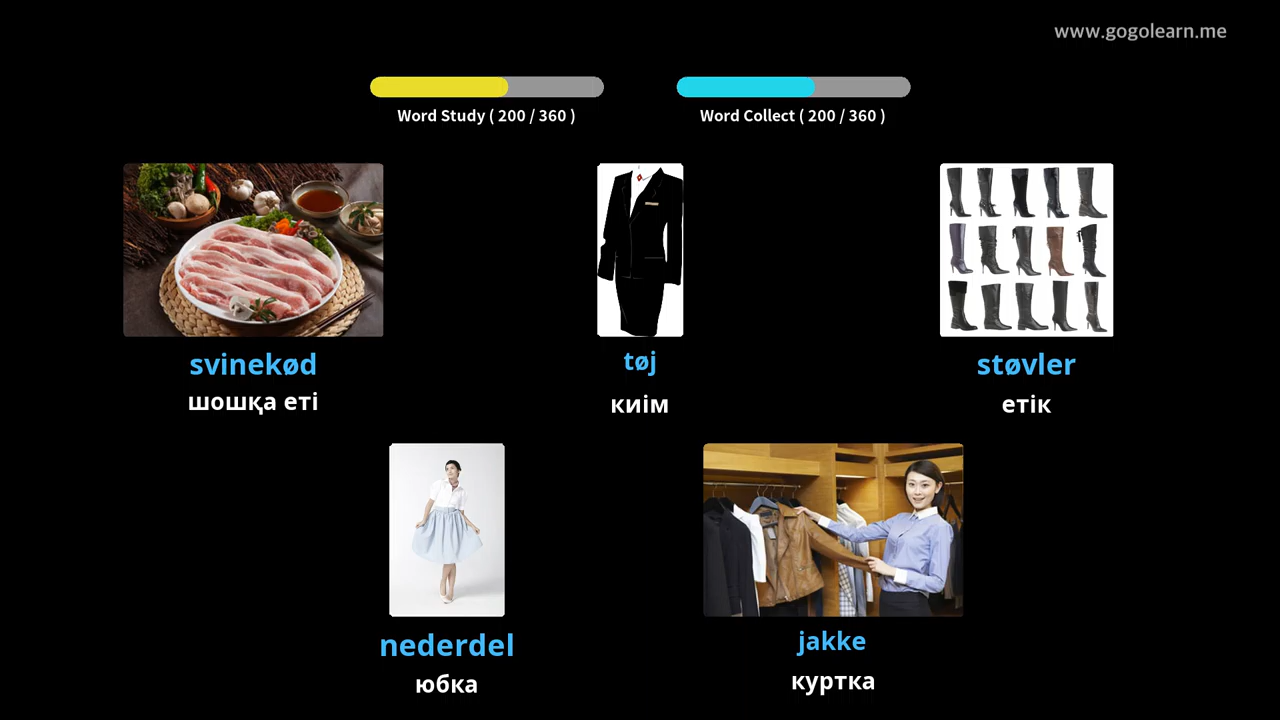 www.gogolearn.me
Word Study ( 200 / 360 )
Word Collect ( 200 / 360 )
svinekød
шошқа еті
tøj
киім
støvler
етік
nederdel
юбка
jakke
куртка